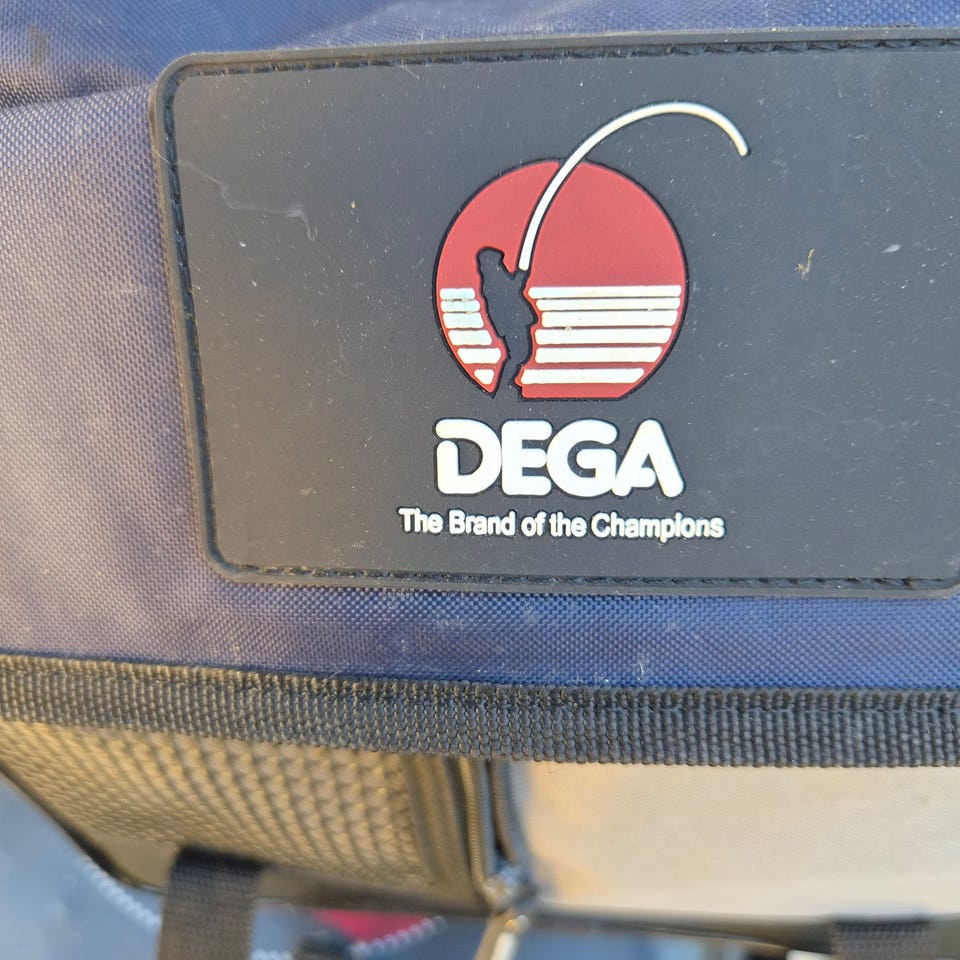 DEGA
The Brand of the Champions